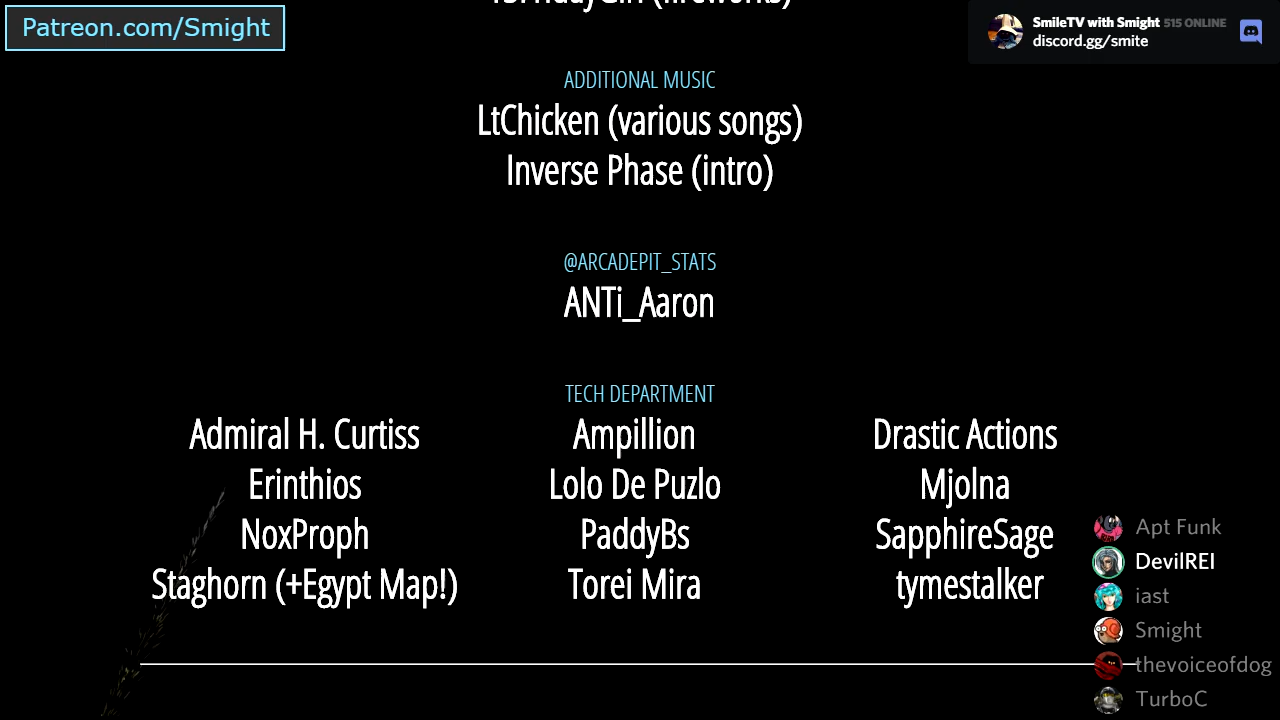 Patreon.com/Smight
SmileTV with Smight 515 ONLINE
discord.gg/smite
(fireworks)
ADDITIONAL MUSIC
LtChicken (various songs)
Inverse Phase (intro)
@ARCADEPIT_STATS
ANTi_Aaron
TECH DEPARTMENT
Admiral H. Curtiss Ampillion Drastic Actions
Erinthios Lolo De Puzlo Mjolna
NoxProph PaddyBs SapphireSage
Staghorn (+Egypt Map!) Torei Mira tymestalker
Apt Funk
DevilREI
iast
Smight
thevoiceofdog
TurboC